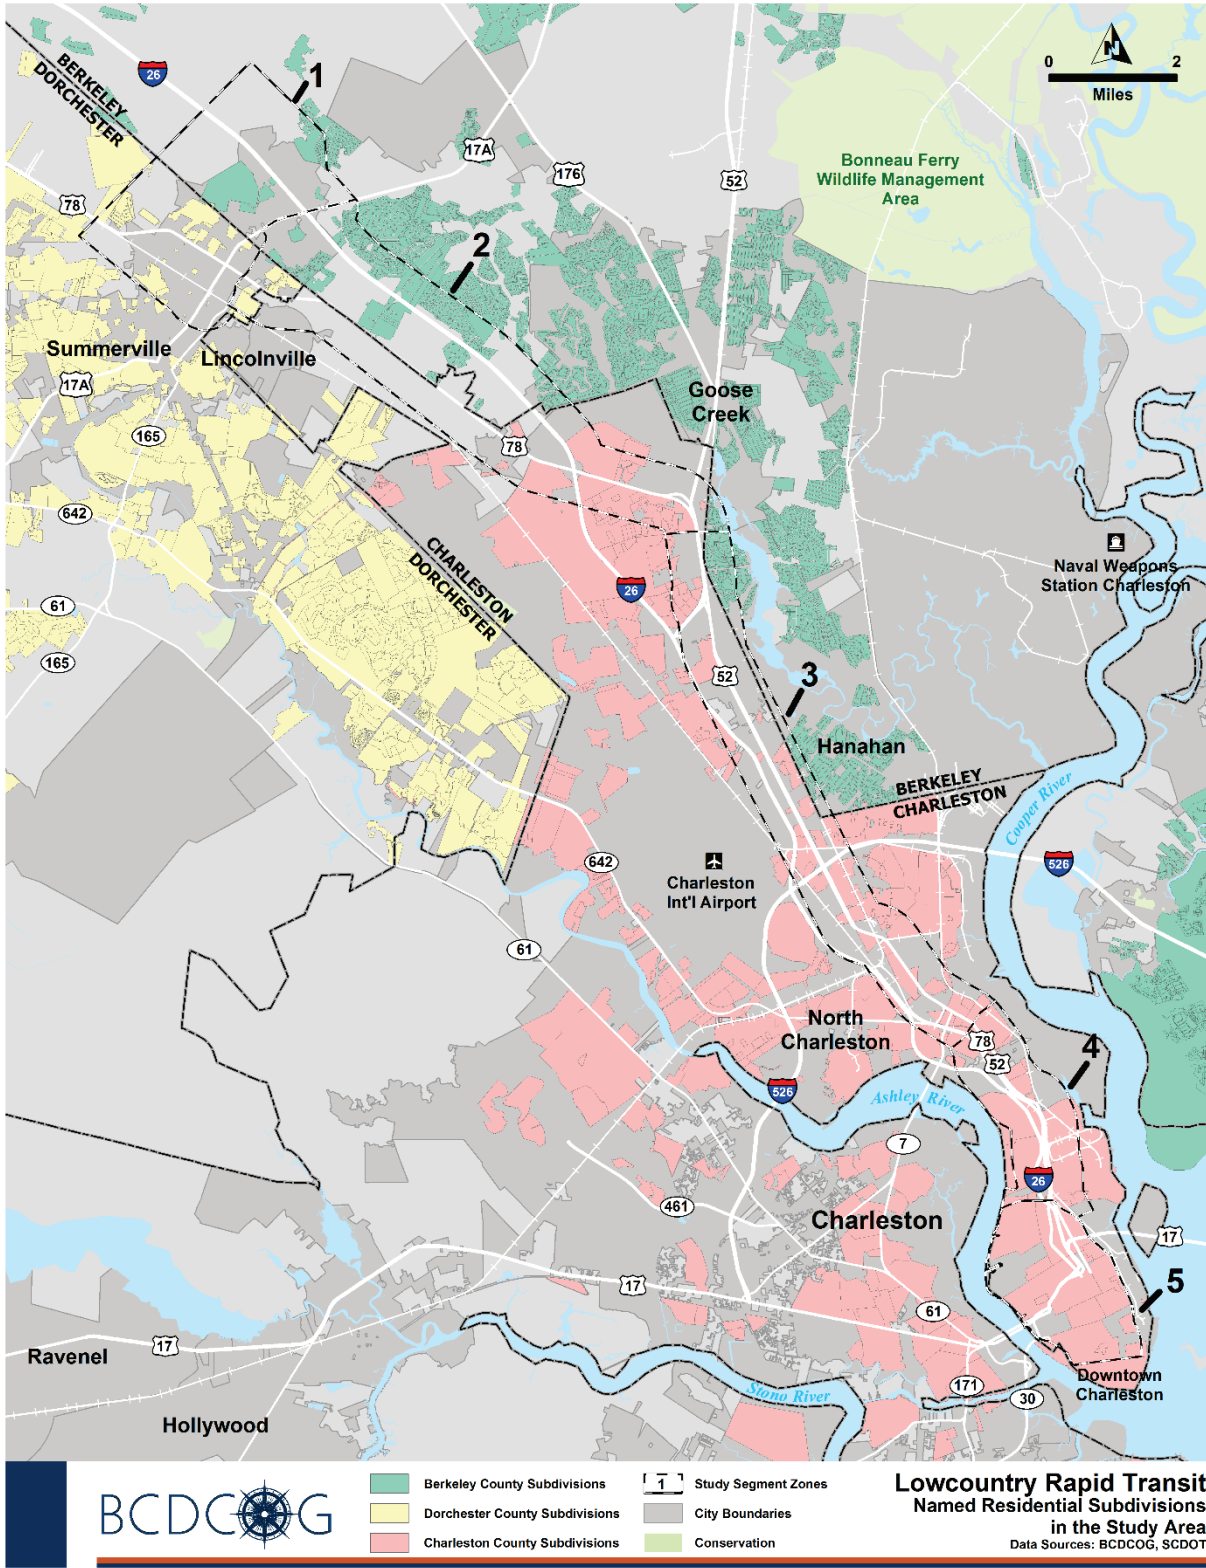 N
0 2
Miles
1
BERKELEY
DORCHESTER
26
17A
176
52
Bonneau Ferry
Wildlife Management
Area
78
2
Summerville
Lincolnville
17A
Goose
Creek
165
78
642
CHARLESTON
DORCHESTER
Naval Weapons
Station Charleston
26
61
165
52
3
Hanahan
BERKELEY
CHARLESTON
Cooper River
642
Charleston
Int'l Airport
526
61
North
Charleston
78
52
4
526
Ashley River
7
26
461
Charleston
17
17
5
61
17
Ravenel
Downtown
Charleston
171
30
Stono River
Hollywood
BCDCOG
Berkeley County Subdivisions
Dorchester County Subdivisions
Charleston County Subdivisions
1
Study Segment Zones
City Boundaries
Conservation
Lowcountry Rapid Transit
Named Residential Subdivisions
in the Study Area
Data Sources: BCDCOG, SCDOT